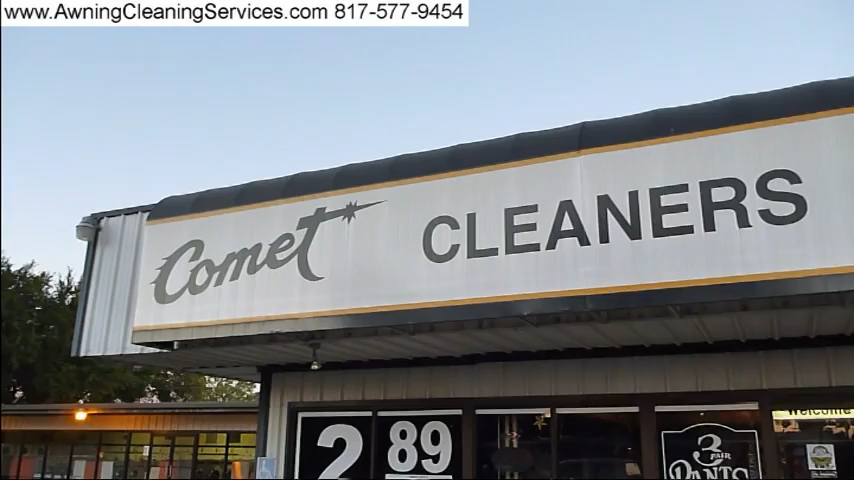 www.AwningCleaningServices.com 817-577-9454
Comet CLEANERS
2 89
3 PAIR
PANTS
Welcome